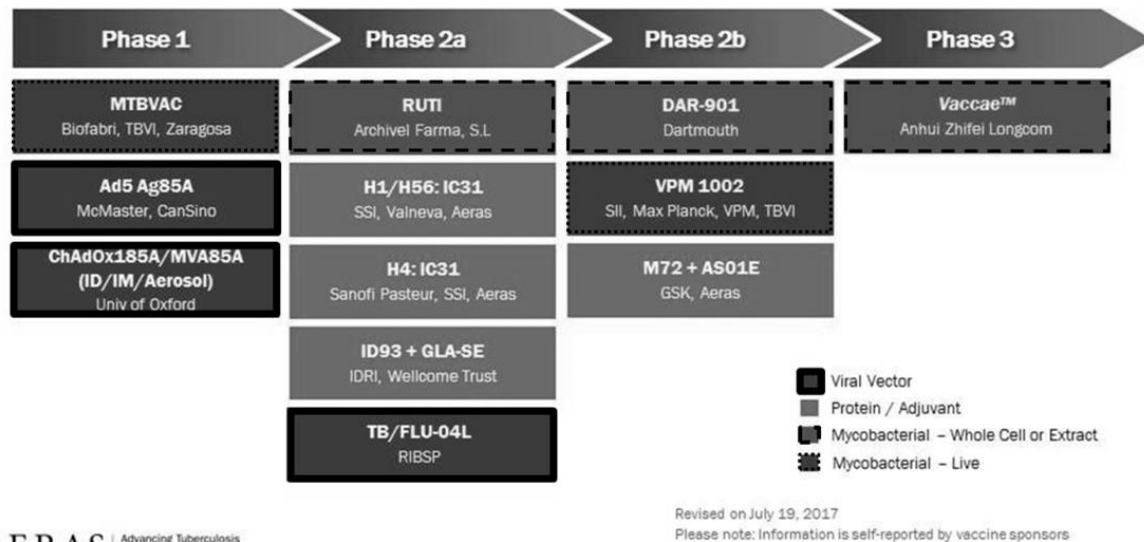 Phase 1
Phase 2a
Phase 2b
Phase 3
MTBVAC
Biofabri, TBVI, Zaragosa
RUTI
Archivel Farma, S.L
DAR-901
Dartmouth
Vaccae™
Anhui Zhifei Longcom
Ad5 Ag85A
McMaster, CanSino
H1/H56: IC31
SSI, Valneva, Aeras
VPM 1002
SII, Max Planck, VPM, TBVI
ChAdOx185A/MVA85A
(ID/IM/Aerosol)
Univ of Oxford
H4: IC31
Sanofi Pasteur, SSI, Aeras
M72 + AS01E
GSK, Aeras
ID93 + GLA-SE
IDRI, Wellcome Trust
TB/FLU-04L
RIBSP
Viral Vector
Protein / Adjuvant
Mycobacterial – Whole Cell or Extract
Mycobacterial – Live
Revised on July 19, 2017
Please note: Information is self-reported by vaccine sponsors
Advancing Tuberculosis